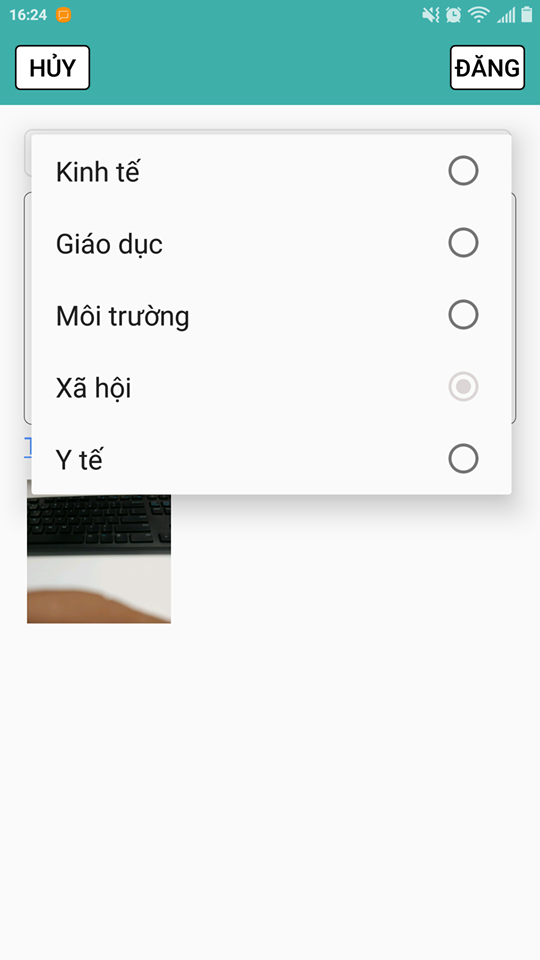 16:24
HỦY
ĐĂNG
Kinh tế
Giáo dục
Môi trường
Xã hội
Y tế